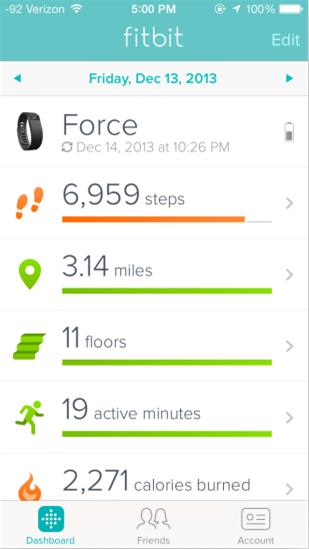 -92 Verizon 5:00 PM 100%
fitbit Edit
Friday, Dec 13, 2013
Force
Dec 14, 2013 at 10:26 PM
6,959 steps
3.14 miles
11 floors
19 active minutes
2,271 calories burned
Dashboard Friends Account